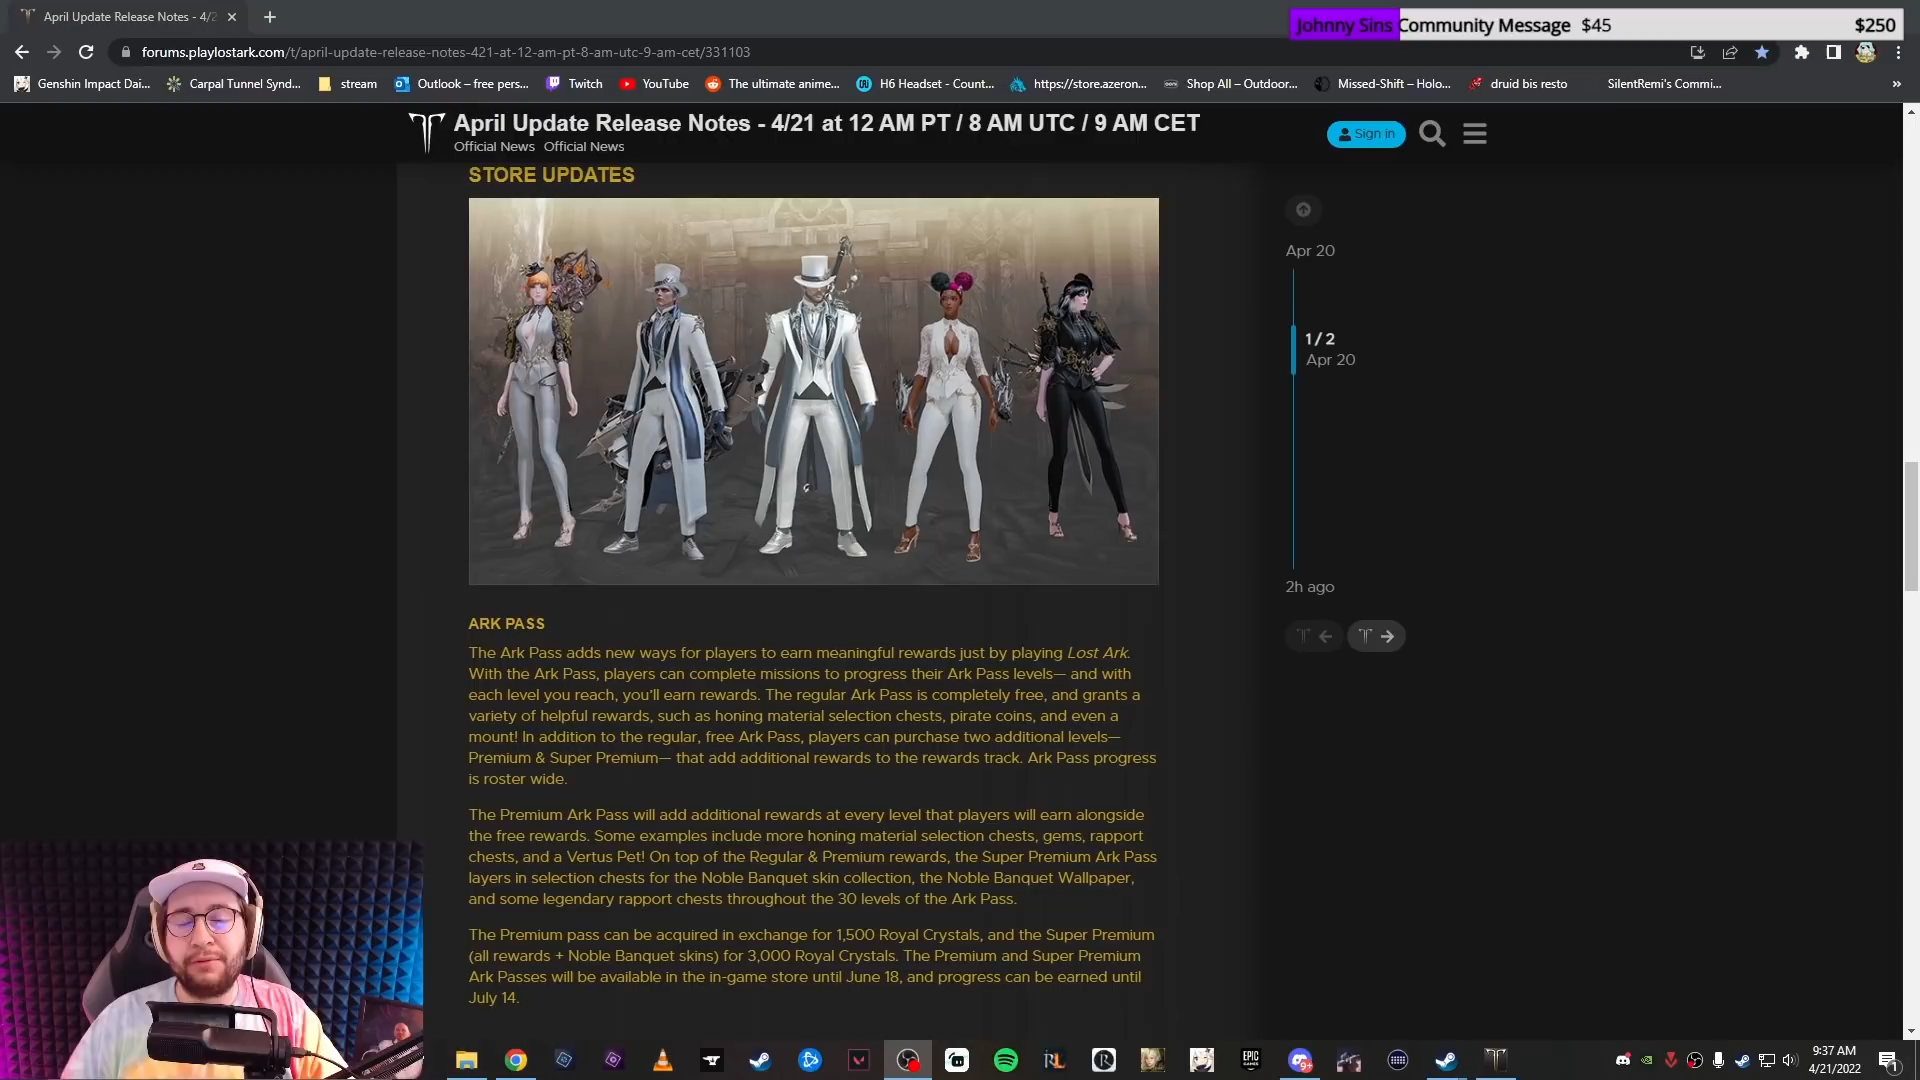 April Update Release Notes - 4/2
Johnny Sins Community Message $45 $250
forums.playlostark.com/t/april-update-release-notes-421-at-12-am-pt-8-am-utc-9-am-cet/331103
Genshin Impact Dai... Carpal Tunnel Synd... stream Outlook – free pers... Twitch YouTube The ultimate anime... H6 Headset - Count... https://store.azeron... Shop All – Outdoor... Missed-Shift – Holo... druid bis resto SilentRemi's Commi... »
April Update Release Notes - 4/21 at 12 AM PT / 8 AM UTC / 9 AM CET
Official News Official News
Sign In
STORE UPDATES
Apr 20
1 / 2
Apr 20
2h ago
ARK PASS
The Ark Pass adds new ways for players to earn meaningful rewards just by playing Lost Ark.
With the Ark Pass, players can complete missions to progress their Ark Pass levels— and with
each level you reach, you'll earn rewards. The regular Ark Pass is completely free, and grants a
variety of helpful rewards, such as honing material selection chests, pirate coins, and even a
mount! In addition to the regular, free Ark Pass, players can purchase two additional levels—
Premium & Super Premium— that add additional rewards to the rewards track. Ark Pass progress
is roster wide.
The Premium Ark Pass will add additional rewards at every level that players will earn alongside
the free rewards. Some examples include more honing material selection chests, gems, rapport
chests, and a Vertus Pet! On top of the Regular & Premium rewards, the Super Premium Ark Pass
layers in selection chests for the Noble Banquet skin collection, the Noble Banquet Wallpaper,
and some legendary rapport chests throughout the 30 levels of the Ark Pass.
The Premium pass can be acquired in exchange for 1,500 Royal Crystals, and the Super Premium
(all rewards + Noble Banquet skins) for 3,000 Royal Crystals. The Premium and Super Premium
Ark Passes will be available in the in-game store until June 18, and progress can be earned until
July 14.
EPIC
GAMES
9+
9:37 AM
4/21/2022
1